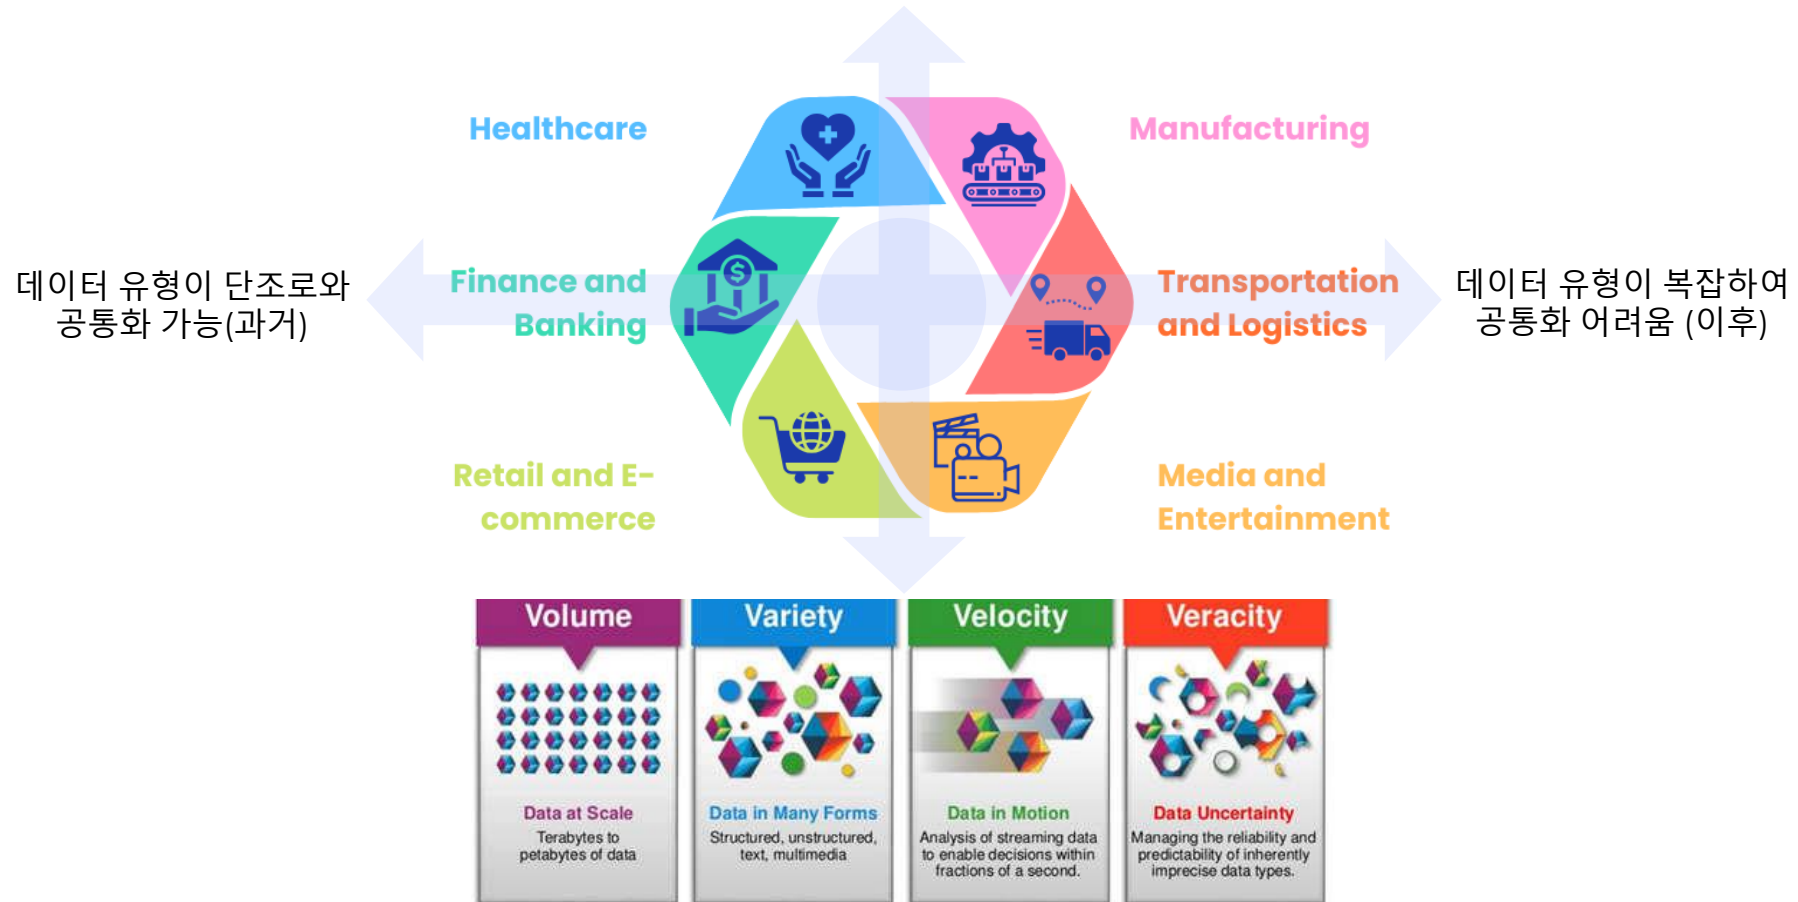 Healthcare
Manufacturing
데이터 유형이 단조로와
공통화 가능(과거)
Finance and
Banking
$
Transportation
and Logistics
데이터 유형이 복잡하여
공통화 어려움 (이후)
Retail and E-
commerce
Media and
Entertainment
Volume
Data at Scale
Terabytes to
petabytes of data
Variety
Data in Many Forms
Structured, unstructured,
text, multimedia
Velocity
Data in Motion
Analysis of streaming data
to enable decisions within
fractions of a second.
Veracity
Data Uncertainty
Managing the reliability and
predictability of inherently
imprecise data types.